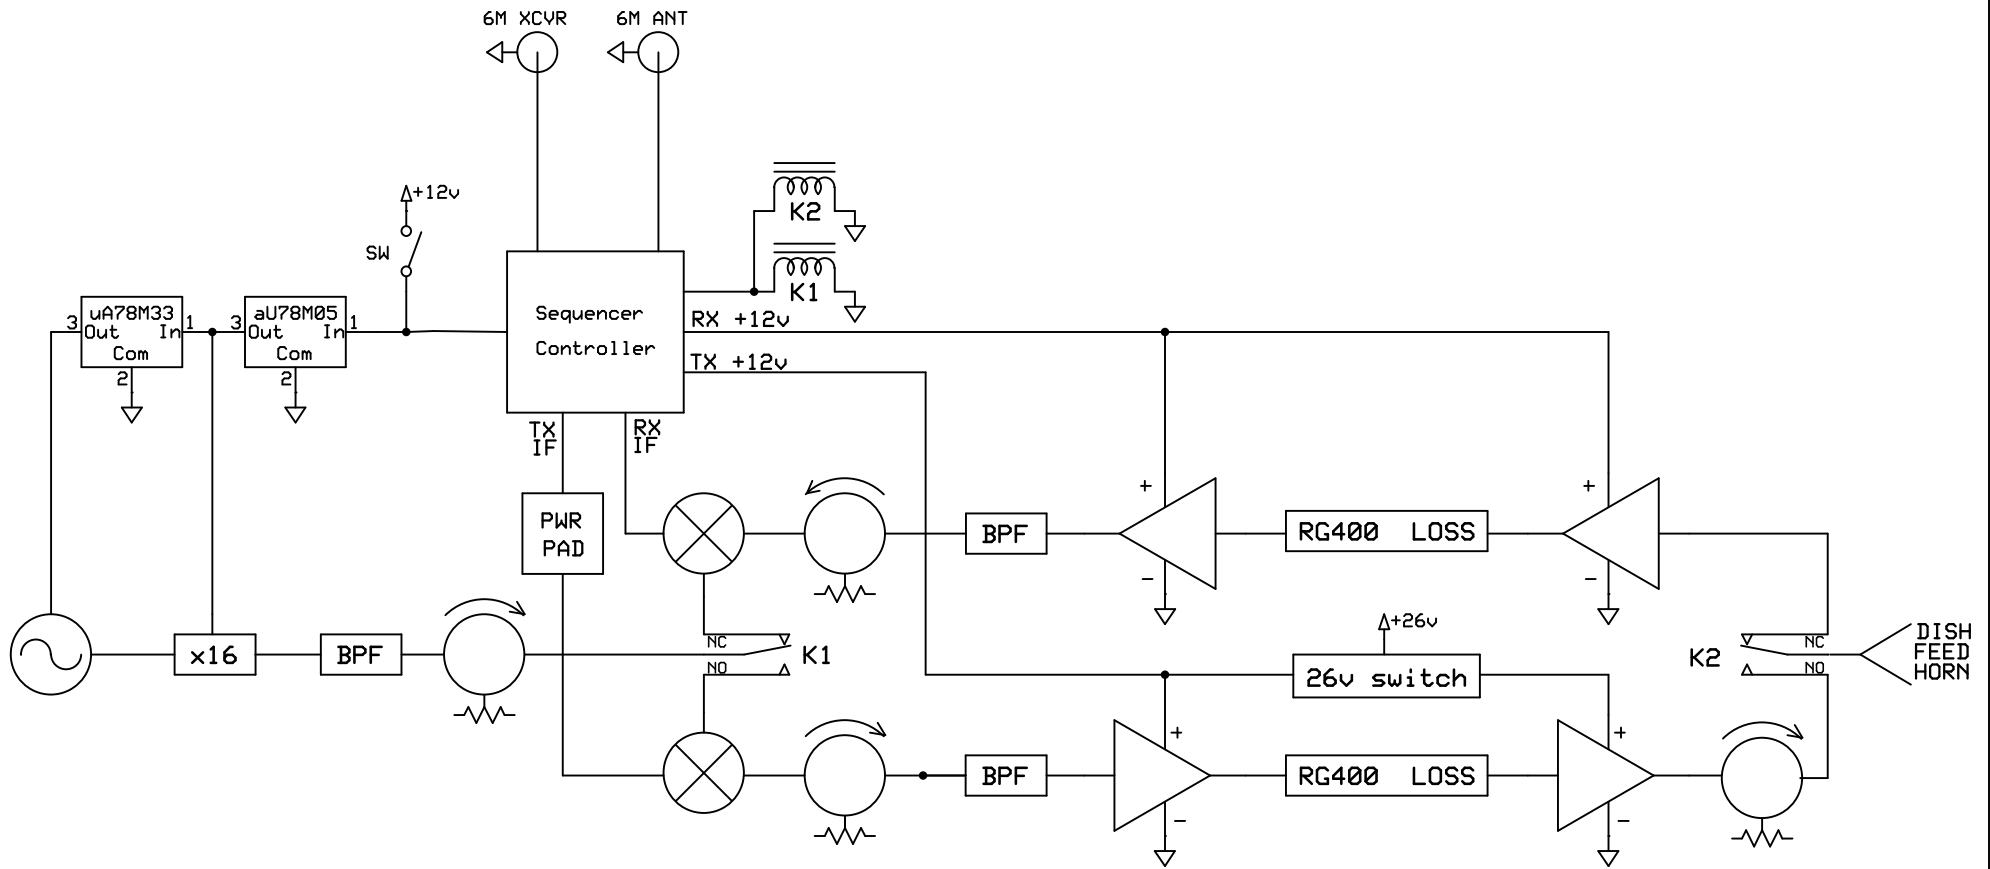 6M XCVR
6M ANT
+12v
SW
K2
K1
uA78M33
3 Out In 1
Com
2
aU78M05
3 Out In 1
Com
2
Sequencer
Controller
RX +12v
TX +12v
TX
IF
RX
IF
PWR
PAD
BPF
+
-
RG400 LOSS
+
-
x16
BPF
NC
NO
K1
+26v
26v switch
K2
NC
NO
DISH
FEED
HORN
BPF
+
-
RG400 LOSS
+
-